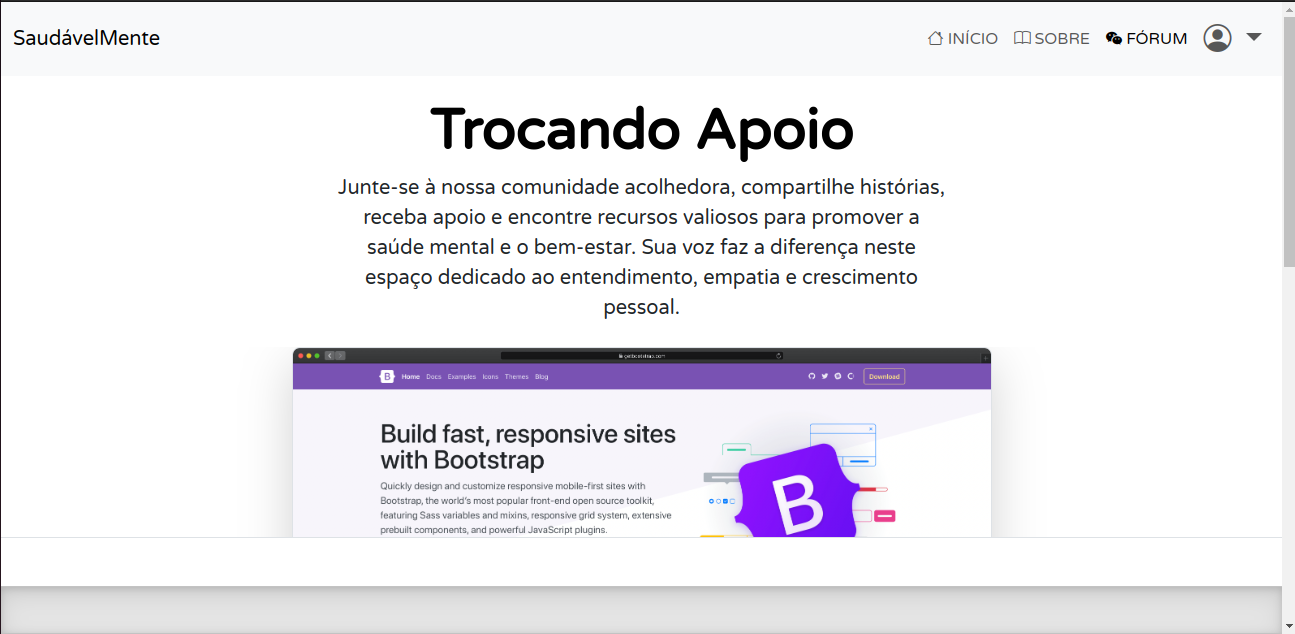 SaudávelMente
INÍCIO SOBRE FÓRUM
Trocando Apoio
Junte-se à nossa comunidade acolhedora, compartilhe histórias,
receba apoio e encontre recursos valiosos para promover a
saúde mental e o bem-estar. Sua voz faz a diferença neste
espaço dedicado ao entendimento, empatia e crescimento
pessoal.
getbootstrap.com
B Home Docs Examples Icons Themes Blog Download
Build fast, responsive sites
with Bootstrap
Quickly design and customize responsive mobile-first sites with
Bootstrap, the world's most popular front-end open source toolkit,
featuring Sass variables and mixins, responsive grid system, extensive
prebuilt components, and powerful JavaScript plugins.
B